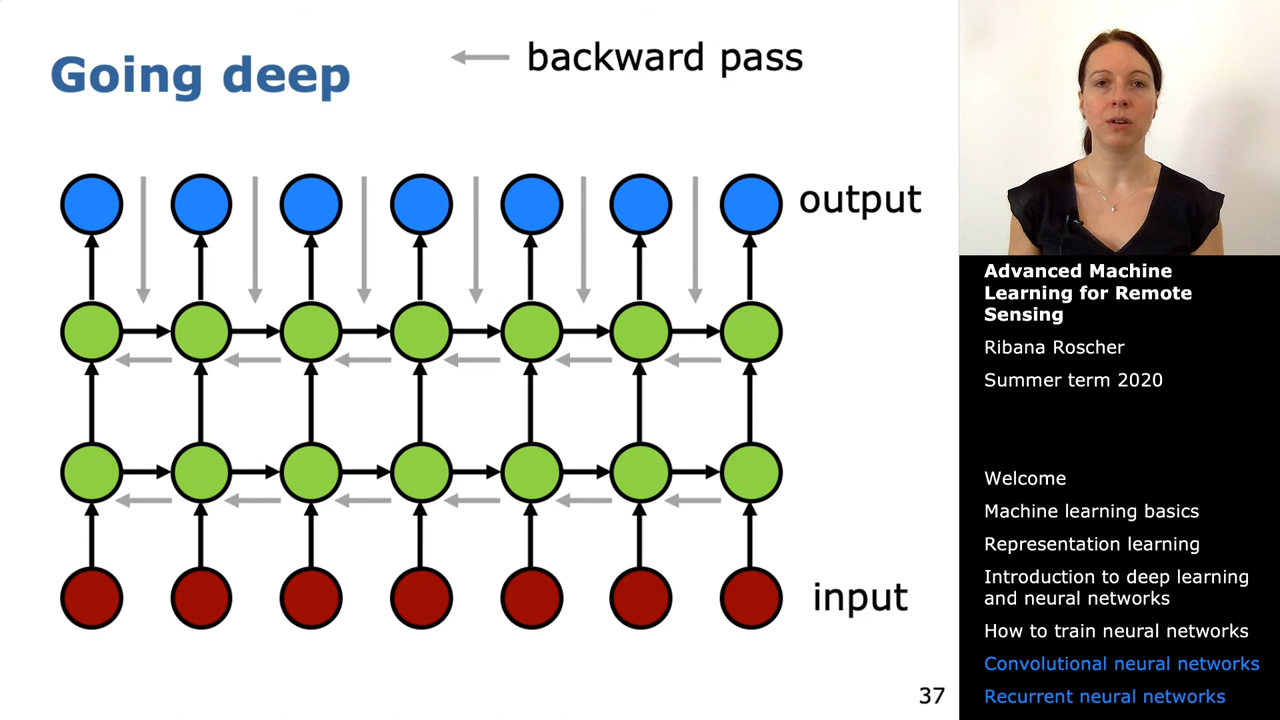 Going deep
backward pass
output
input
37
Advanced Machine
Learning for Remote
Sensing
Ribana Roscher
Summer term 2020
Welcome
Machine learning basics
Representation learning
Introduction to deep learning
and neural networks
How to train neural networks
Convolutional neural networks
Recurrent neural networks